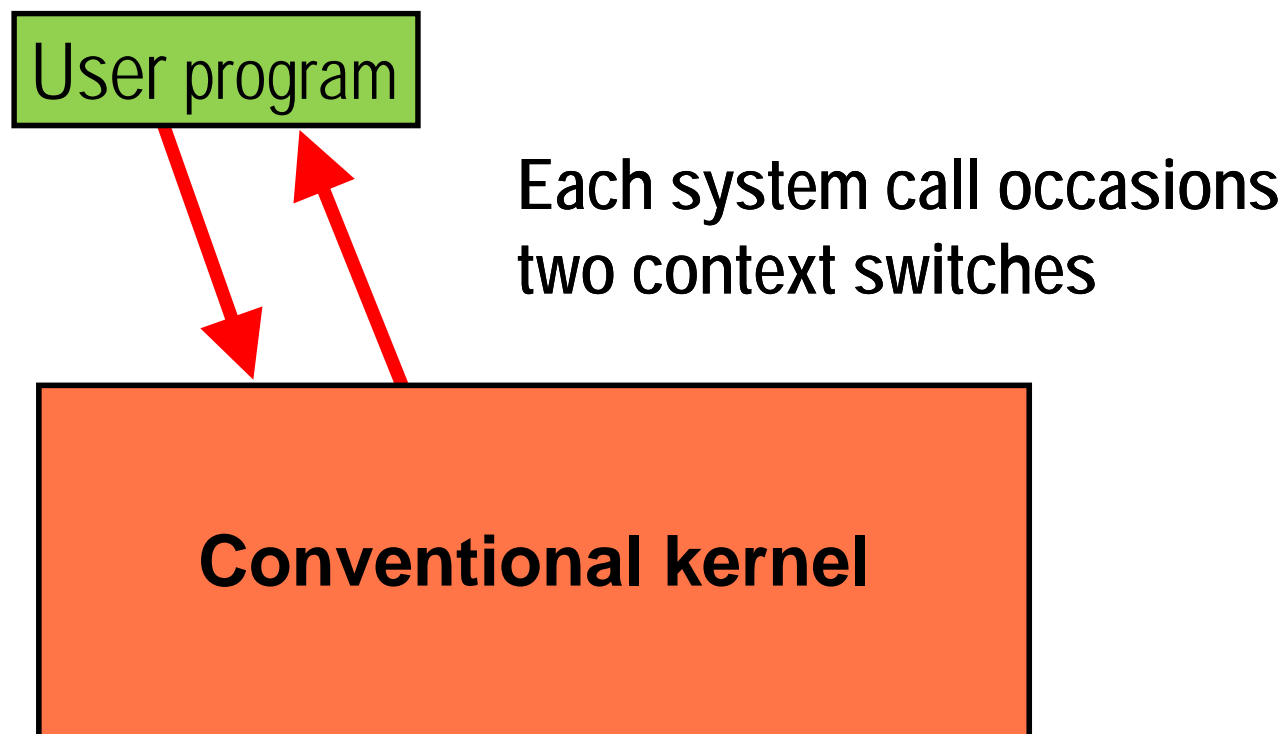 User program
Each system call occasions
two context switches
Conventional kernel